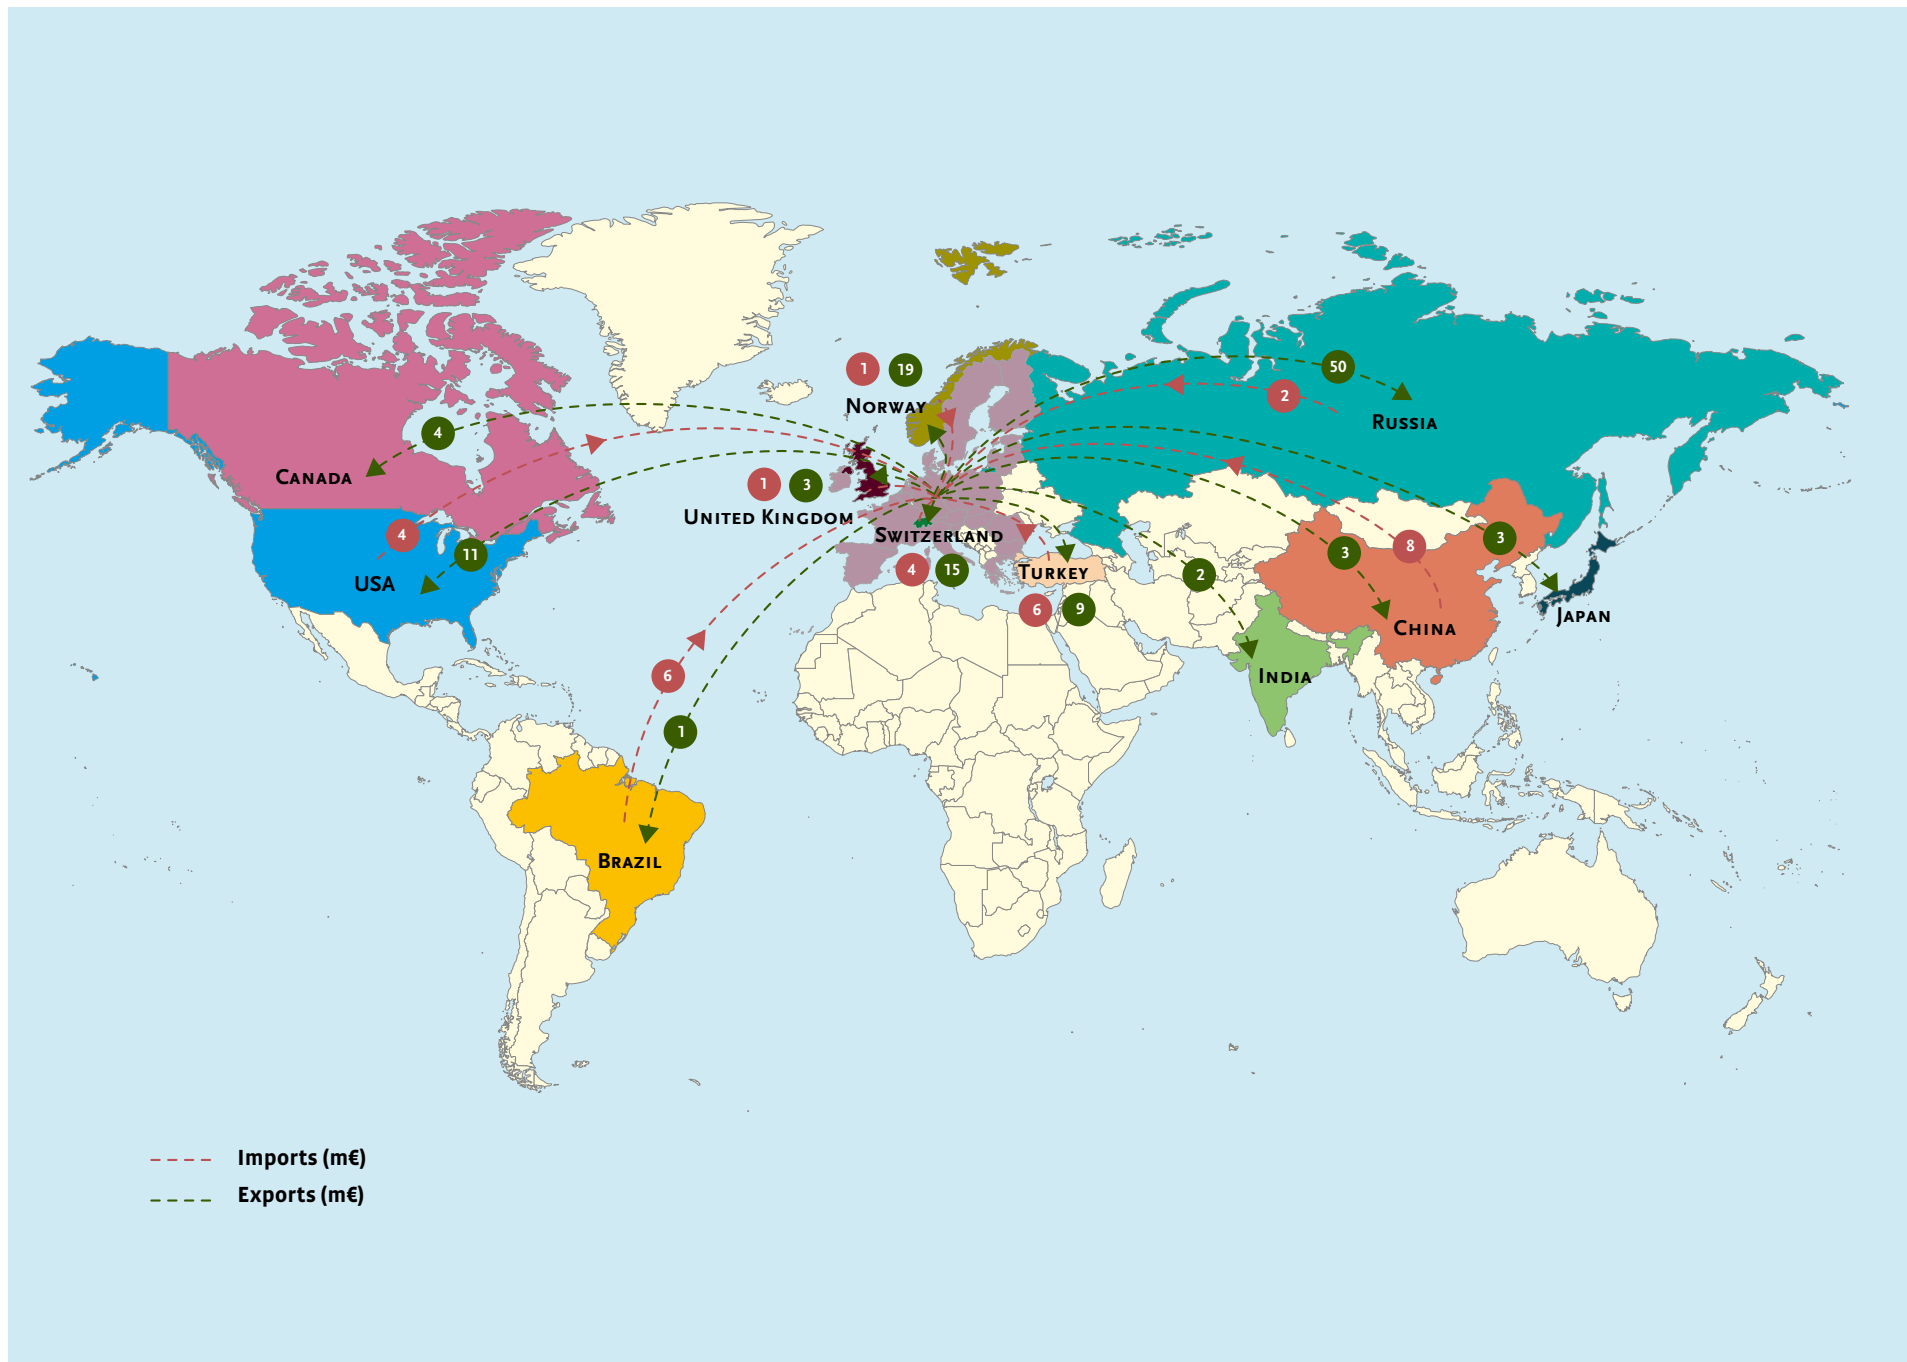 1
19
Norway
50
2
Russia
4
Canada
1
3
United Kingdom
Switzerland
4
15
4
11
USA
Turkey
6
9
2
India
3
8
China
3
Japan
6
1
Brazil
Imports (m€)
Exports (m€)